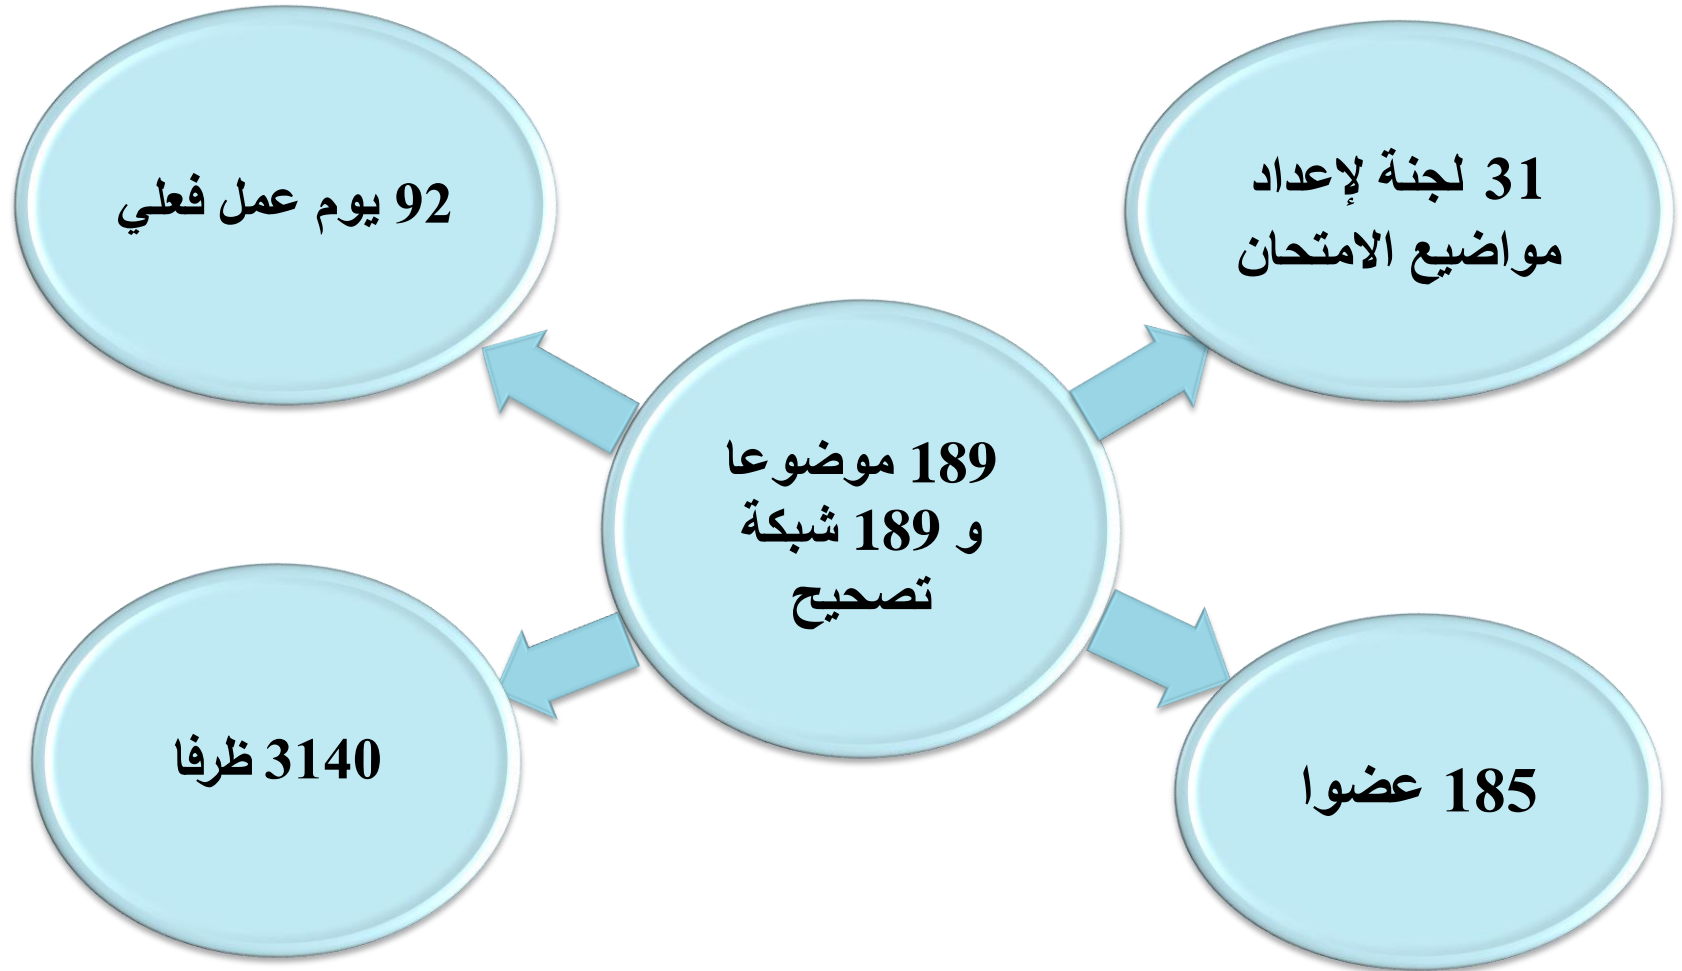 31 لجنة لإعداد
مواضيع الامتحان
92 يوم عمل فعلي
189 موضوعا
و 189 شبكة
تصحيح
185 عضوا
3140 ظرفا